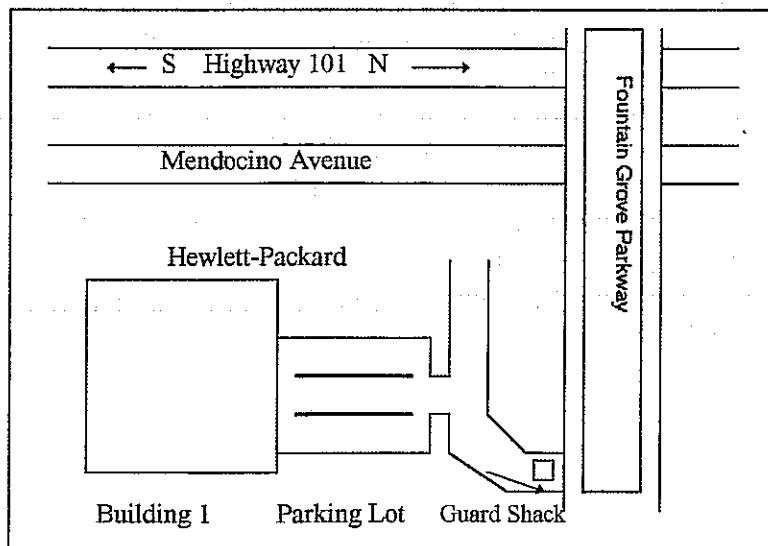 S Highway 101 N
Fountain Grove Parkway
Mendocino Avenue
Hewlett-Packard
Building 1 Parking Lot Guard Shack